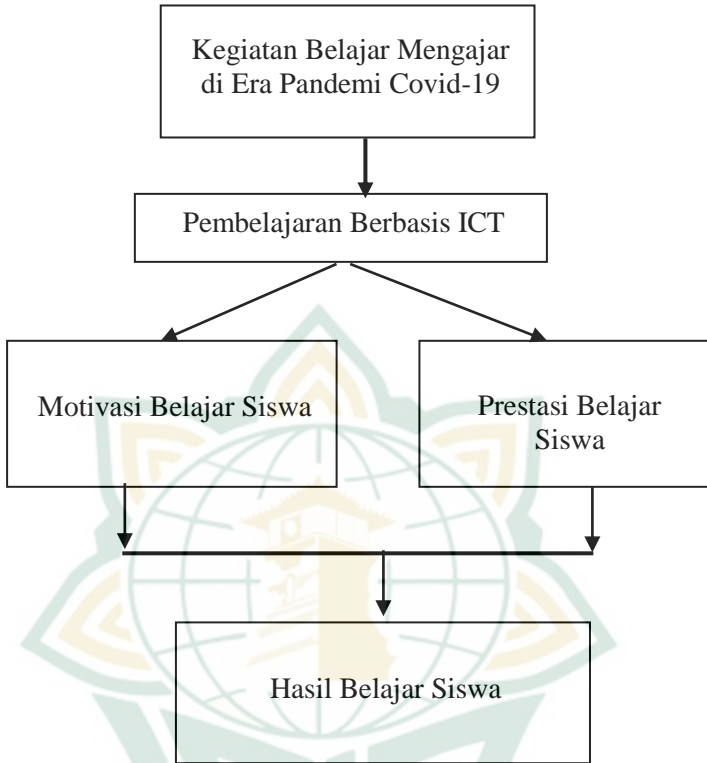 Kegiatan Belajar Mengajar
di Era Pandemi Covid-19
Pembelajaran Berbasis ICT
Motivasi Belajar Siswa
Prestasi Belajar
Siswa
Hasil Belajar Siswa